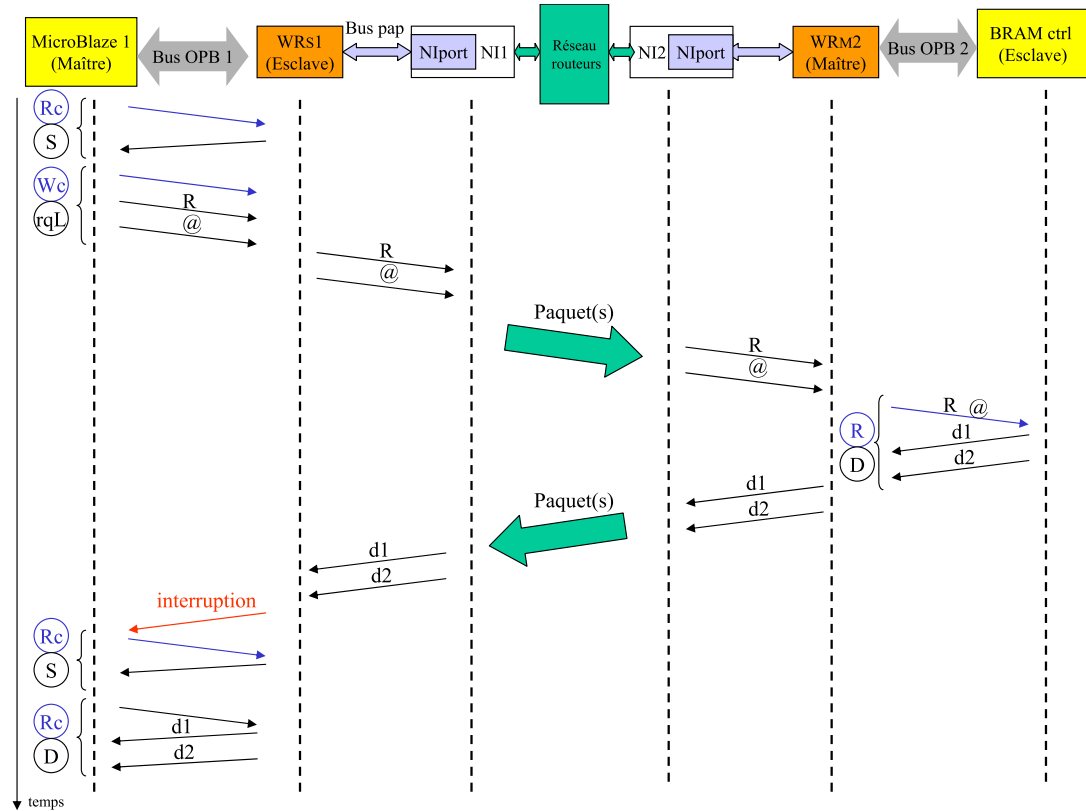 MicroBlaze 1
(Maître)
Bus OPB 1
WRS1
(Esclave)
Bus pap
NIport
NI1
Réseau
routeurs
NI2
NIport
WRM2
(Maître)
Bus OPB 2
BRAM ctrl
(Esclave)
Rc
S
Wc
rqL
R
@
R
@
Paquet(s)
R
@
R
D
R @
d1
d2
d1
d2
Paquet(s)
d1
d2
interruption
Rc
S
Rc
D
d1
d2
temps